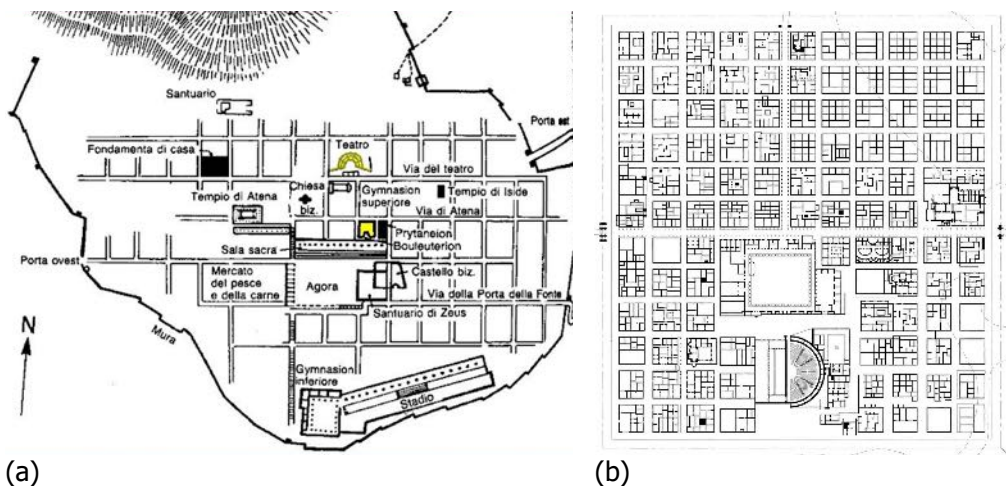 Santuario
Porta est
Fondamenta di casa
Teatro
Via del teatro
Chiesa
biz.
Gymnasion
superiore
Tempio di Iside
Tempio di Atena
Via di Atena
Prytaneion
Bouleuterion
Sala sacra
Porta ovest
Mercato
del pesce
e della carne
Agora
Castello biz.
Via della Porta della Fonte
Santuario di Zeus
N
Mura
Gymnasion
inferiore
Stadio
(a)
(b)